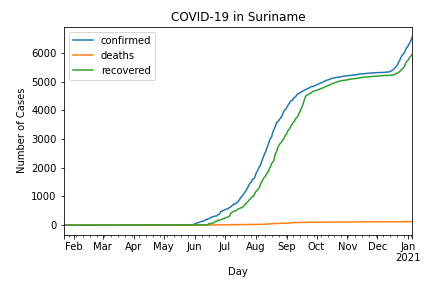 COVID-19 in Suriname
confirmed
deaths
recovered
Number of Cases
6000
5000
4000
3000
2000
1000
0
Feb Mar Apr May Jun Jul Aug Sep Oct Nov Dec Jan
2021
Day